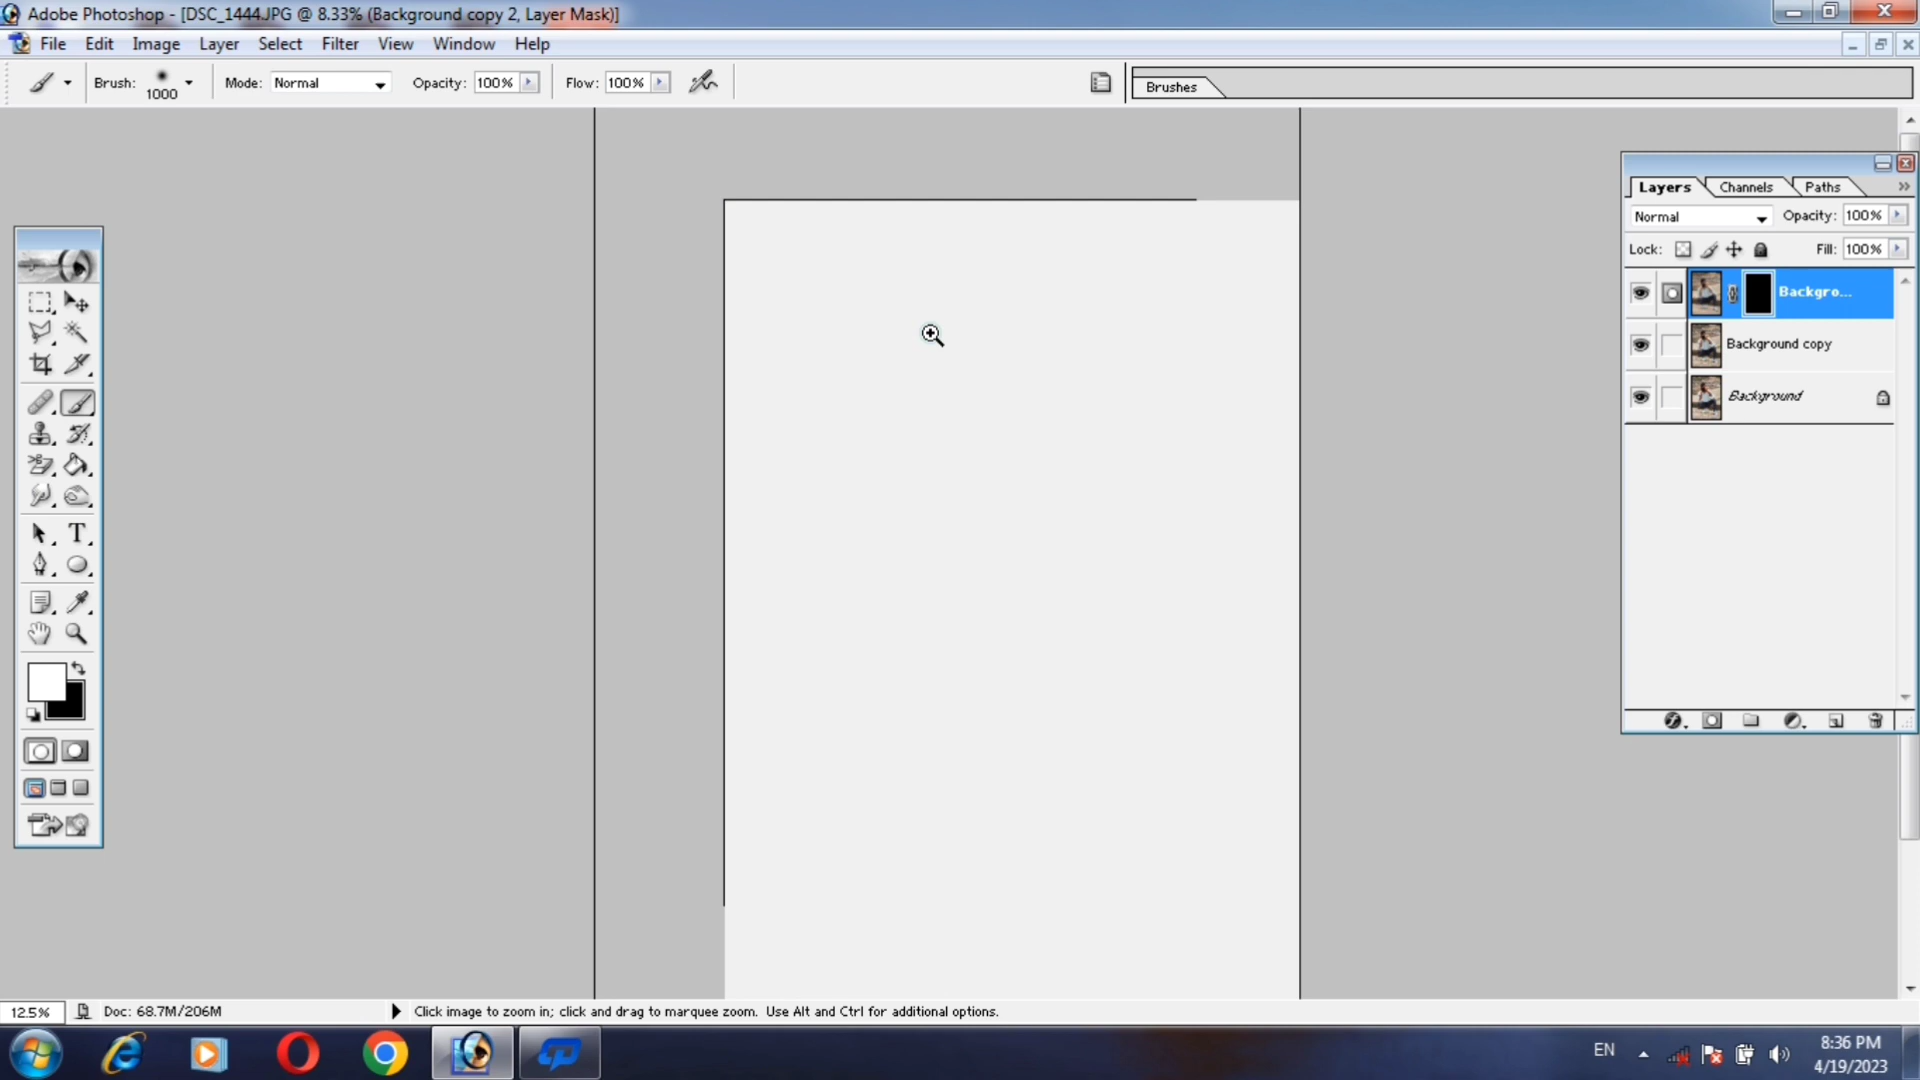 Adobe Photoshop - [DSC_1444.JPG @ 8.33% (Background copy 2, Layer Mask)]
File Edit Image Layer Select Filter View Window Help
Brush: 1000 Mode: Normal Opacity: 100% Flow: 100% Brushes
Layers Channels Paths
Normal Opacity: 100%
Lock: Fill: 100%
Backgro...
Background copy
Background
T
12.5% Doc: 68.7M/206M Click image to zoom in; click and drag to marquee zoom. Use Alt and Ctrl for additional options.
EN 8:36 PM
4/19/2023